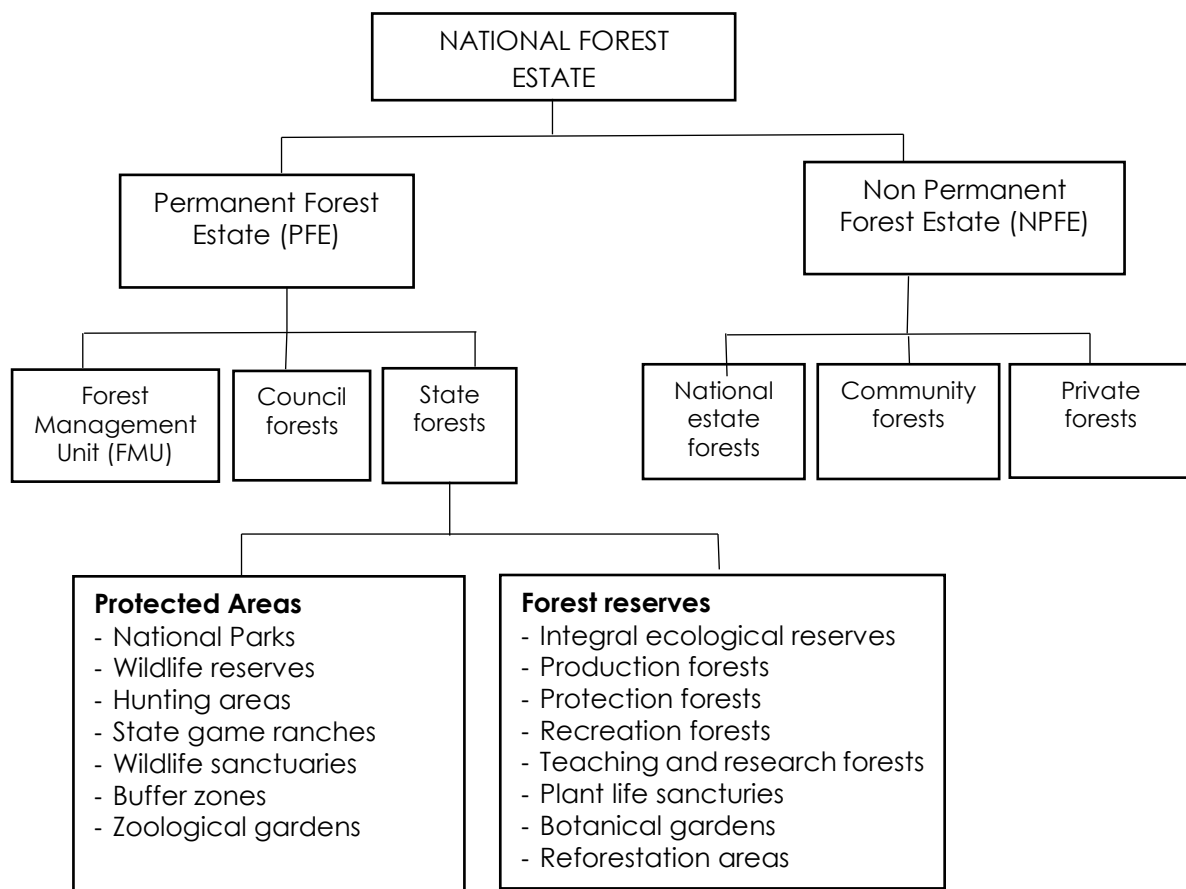 NATIONAL FOREST
ESTATE
Permanent Forest
Estate (PFE)
Non Permanent
Forest Estate (NPFE)
Forest
Management
Unit (FMU)
Council
forests
State
forests
National
estate
forests
Community
forests
Private
forests
Protected Areas
- National Parks
- Wildlife reserves
- Hunting areas
- State game ranches
- Wildlife sanctuaries
- Buffer zones
- Zoological gardens
Forest reserves
- Integral ecological reserves
- Production forests
- Protection forests
- Recreation forests
- Teaching and research forests
- Plant life sancturies
- Botanical gardens
- Reforestation areas